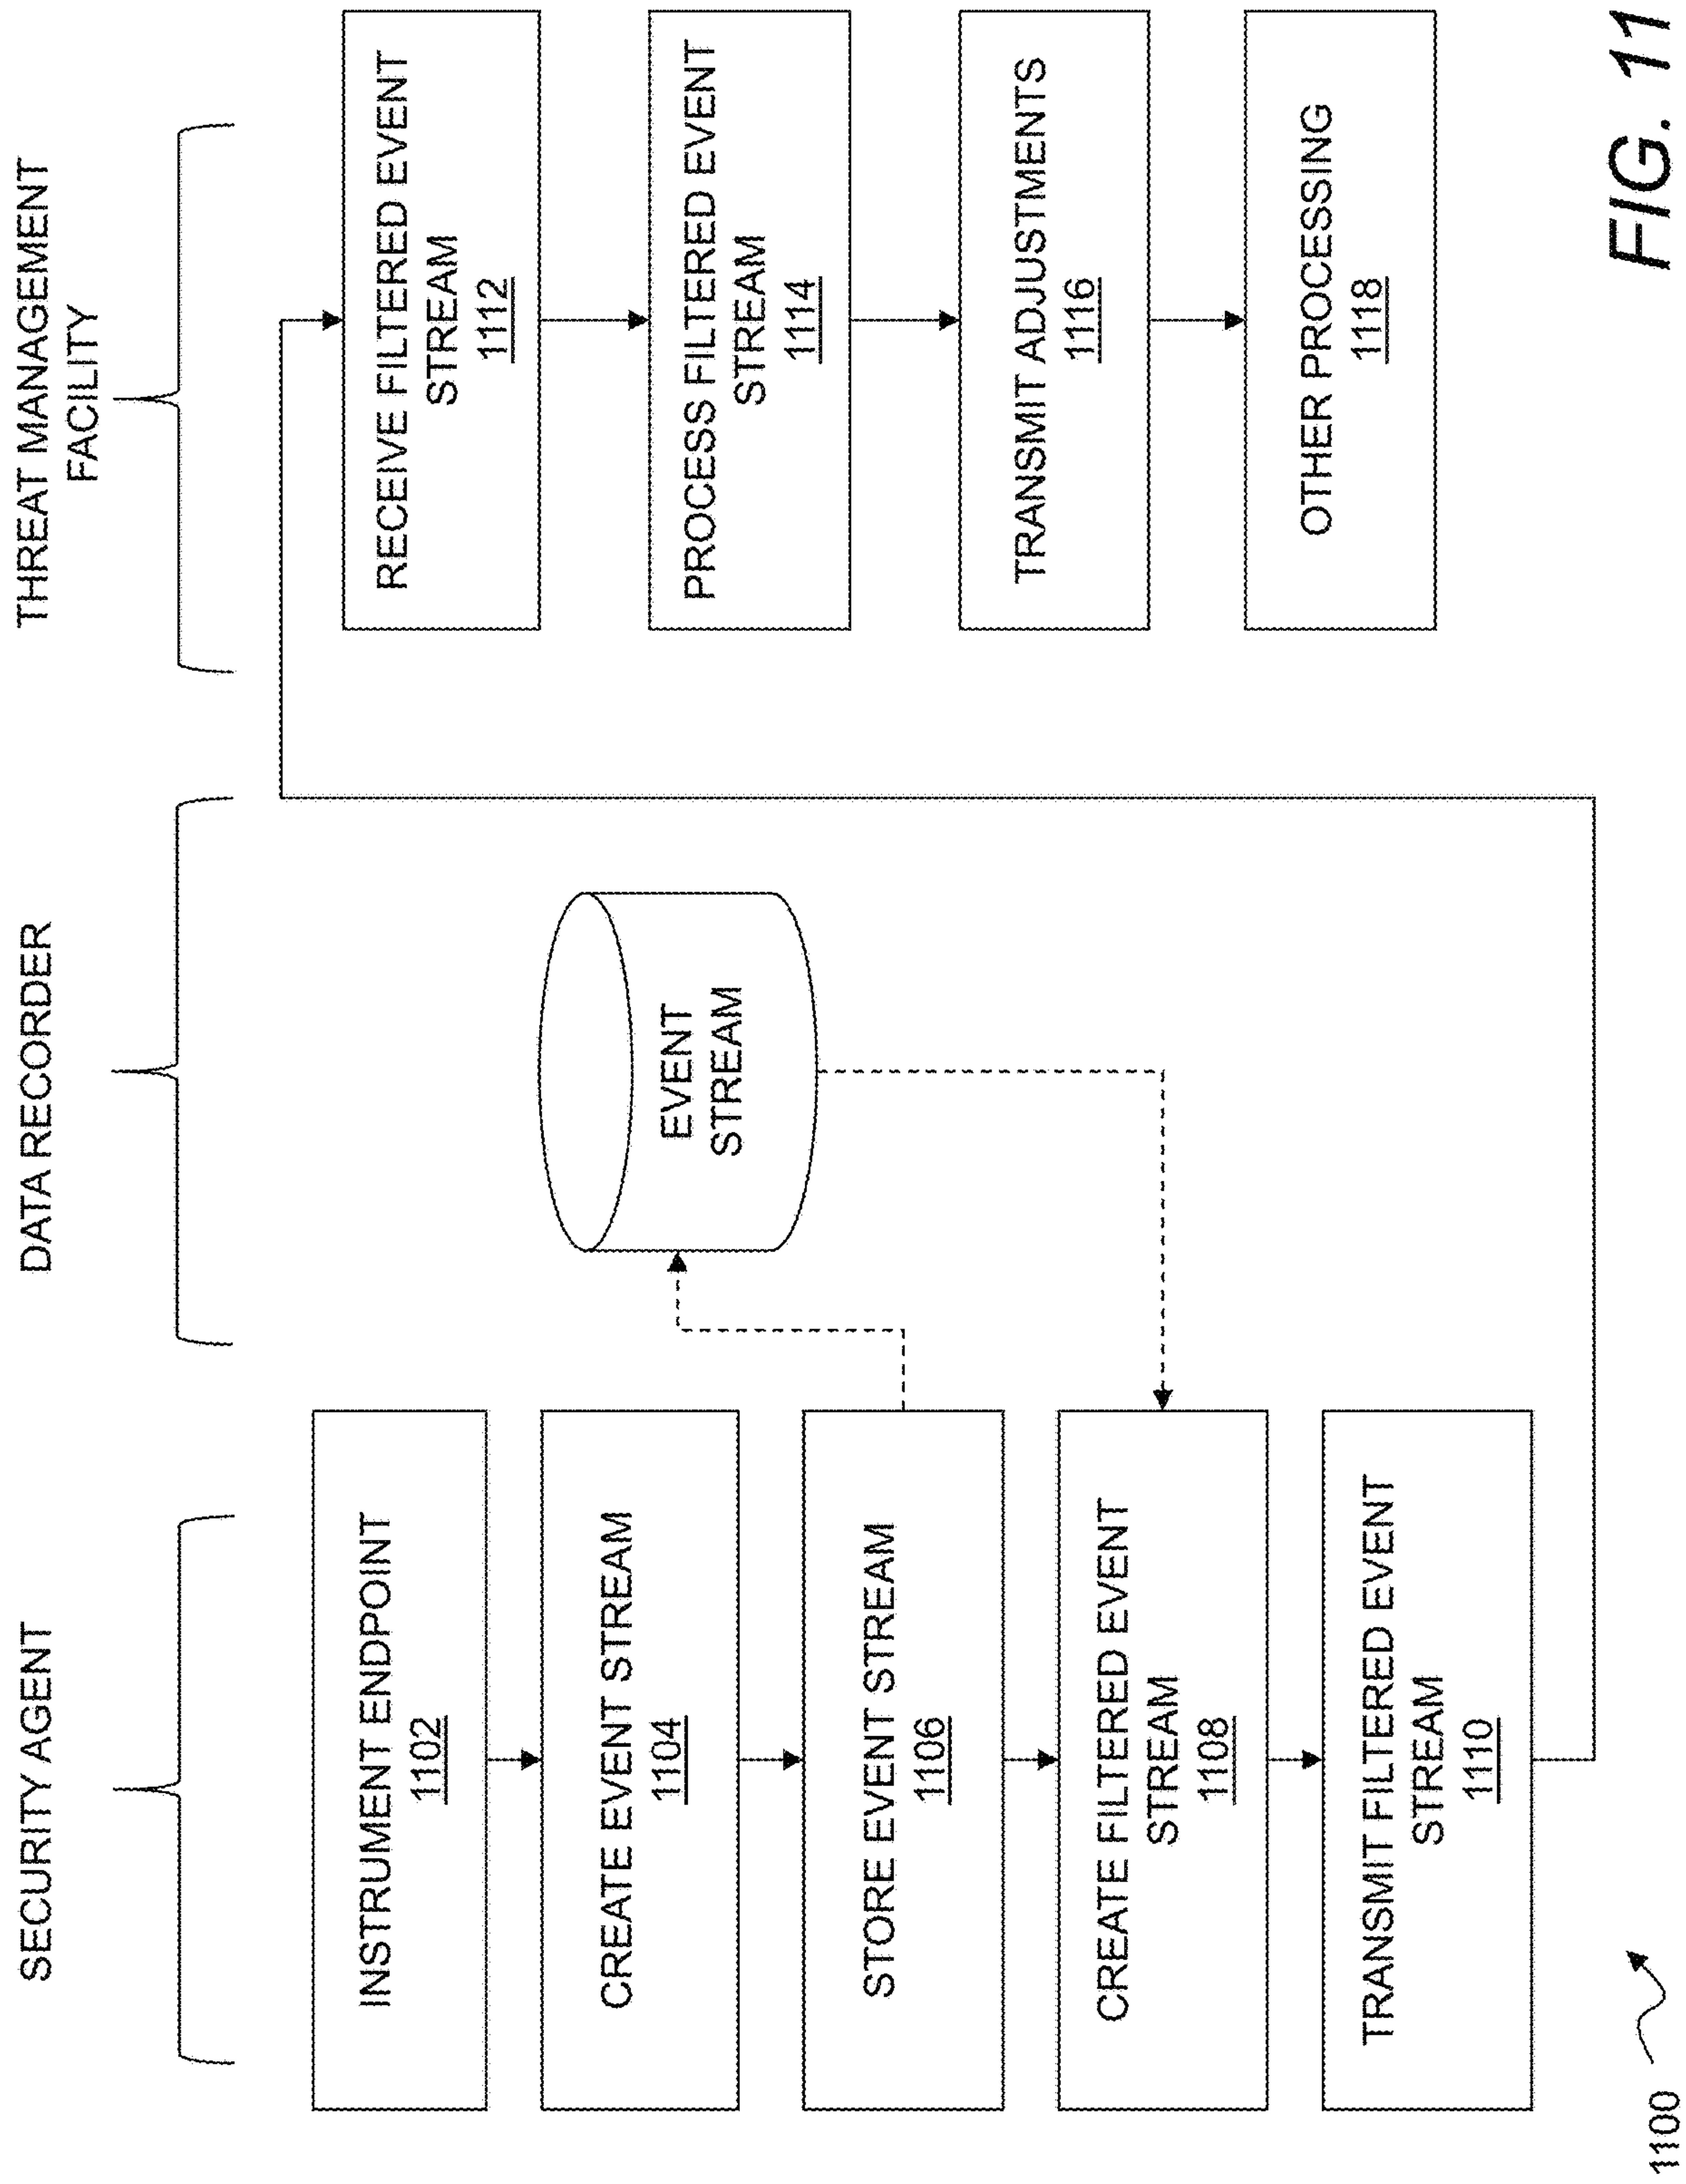 SECURITY AGENT
DATA RECORDER
THREAT MANAGEMENT
FACILITY
INSTRUMENT ENDPOINT
1102
CREATE EVENT STREAM
1104
STORE EVENT STREAM
1106
CREATE FILTERED EVENT
STREAM
1108
TRANSMIT FILTERED EVENT
STREAM
1110
EVENT
STREAM
RECEIVE FILTERED EVENT
STREAM
1112
PROCESS FILTERED EVENT
STREAM
1114
TRANSMIT ADJUSTMENTS
1116
OTHER PROCESSING
1118
1100
FIG. 11